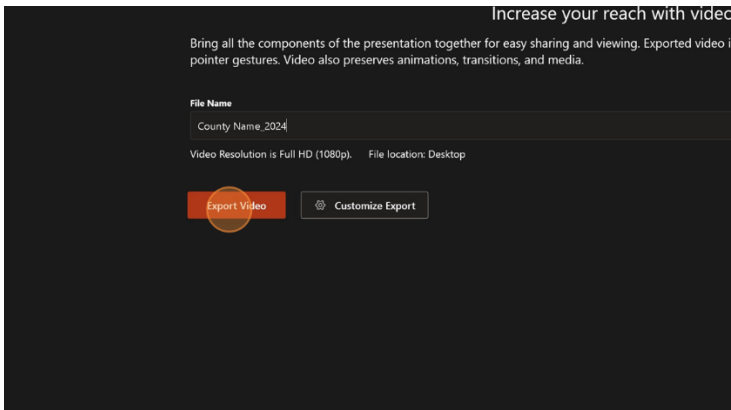 Increase your reach with video
Bring all the components of the presentation together for easy sharing and viewing. Exported video i
pointer gestures. Video also preserves animations, transitions, and media.
File Name
County Name_2024
Video Resolution is Full HD (1080p). File location: Desktop
Export Video Customize Export